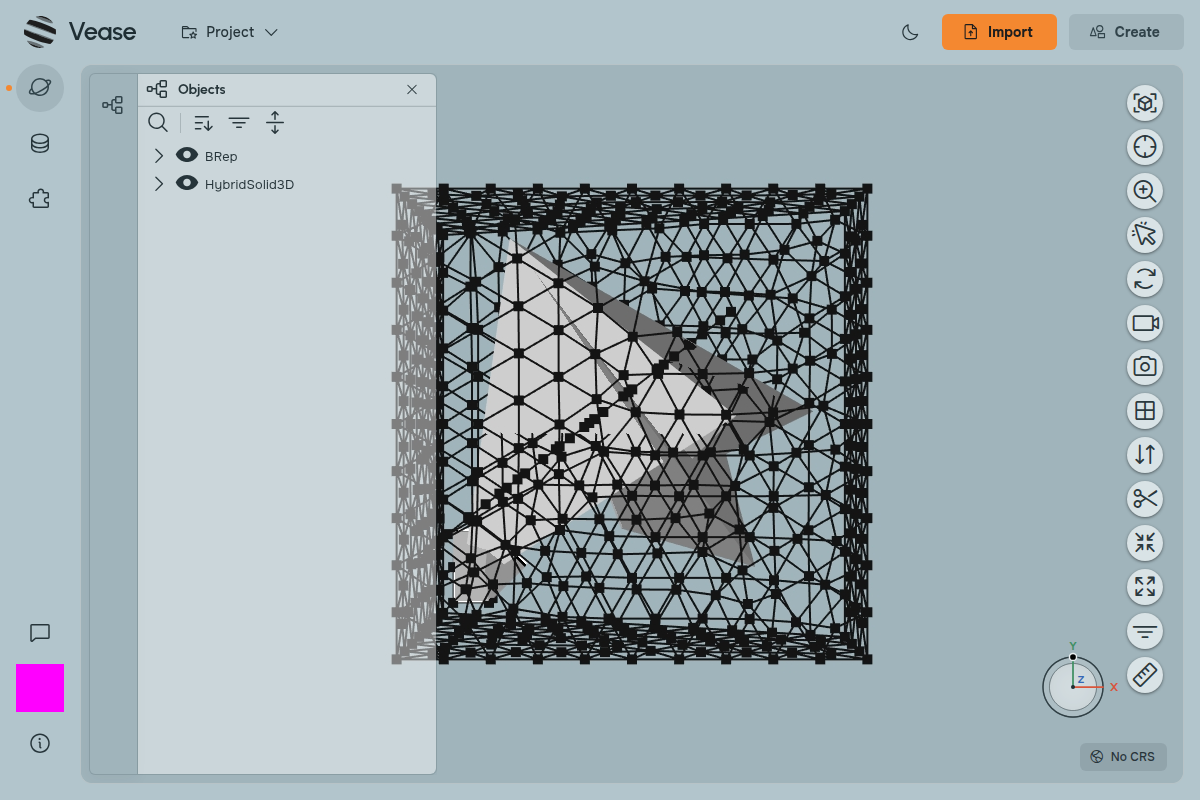 Vease
Project
Import
Create
Objects
BRep
HybridSolid3D
Y
Z
X
No CRS